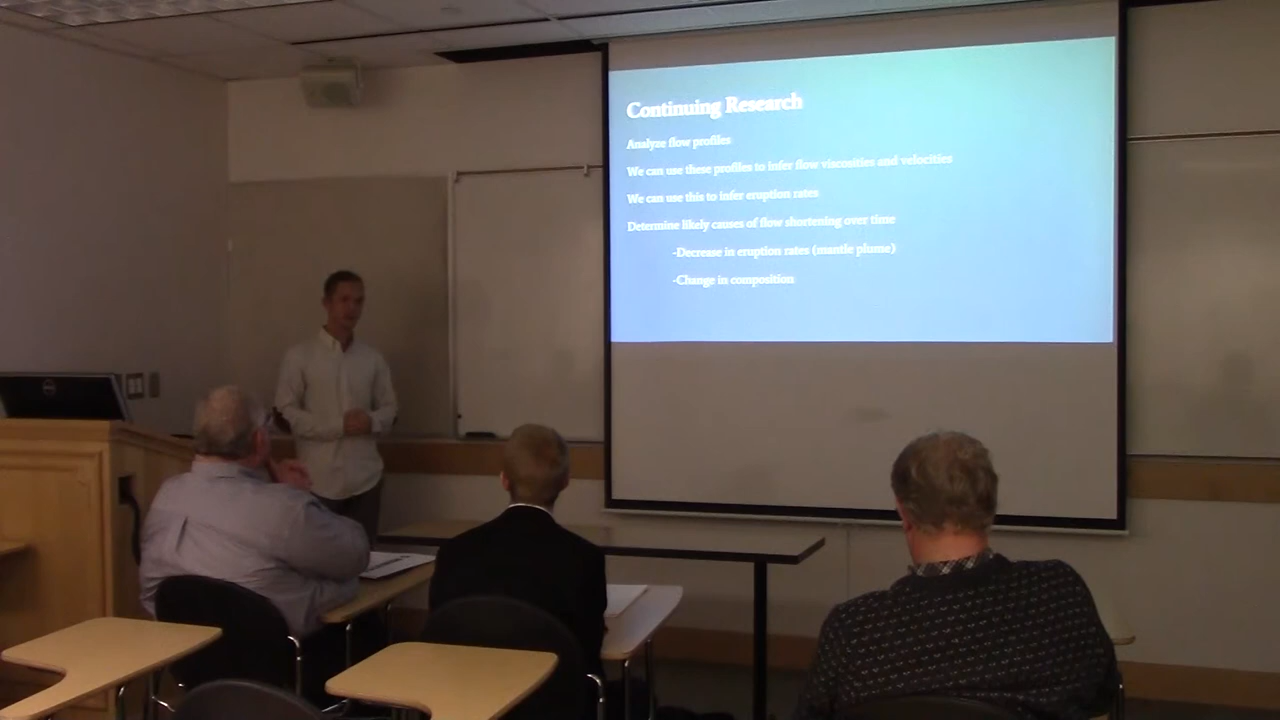 Continuing Research
Analyze flow profiles
We can use these profiles to infer flow viscosities and velocities
We can use this to infer eruption rates
Determine likely causes of flow shortening over time
-Decrease in eruption rates (mantle plume)
-Change in composition